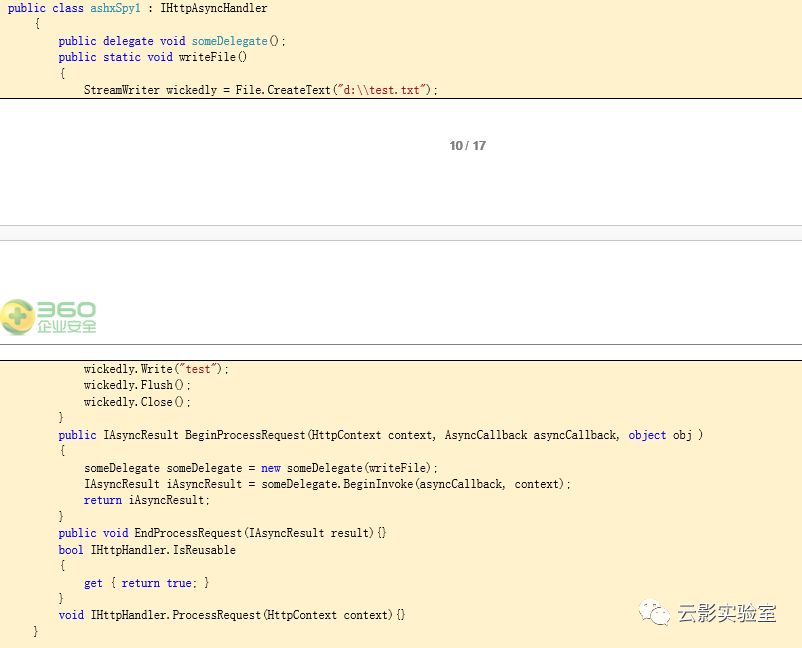 public class ashxSpy1 : IHttpAsyncHandler
{
public delegate void someDelegate();
public static void writeFile()
{
StreamWriter wickedly = File.CreateText("d:\\test.txt");
10 / 17
360
企业安全
wickedly.Write("test");
wickedly.Flush();
wickedly.Close();
}
public IAsyncResult BeginProcessRequest(HttpContext context, AsyncCallback asyncCallback, object obj )
{
someDelegate someDelegate = new someDelegate(writeFile);
IAsyncResult iAsyncResult = someDelegate.BeginInvoke(asyncCallback, context);
return iAsyncResult;
}
public void EndProcessRequest(IAsyncResult result){}
bool IHttpHandler.IsReusable
{
get { return true; }
}
void IHttpHandler.ProcessRequest(HttpContext context){}
}
云影实验室